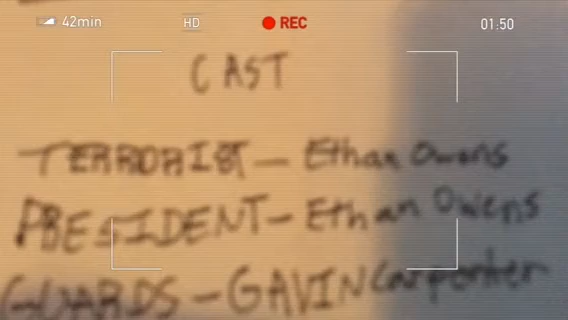 42min HD REC 01:50
CAST
TERRORIST - Ethan Owens
PRESIDENT - Ethan Owens
GUARDS - GAVIN Carpenter